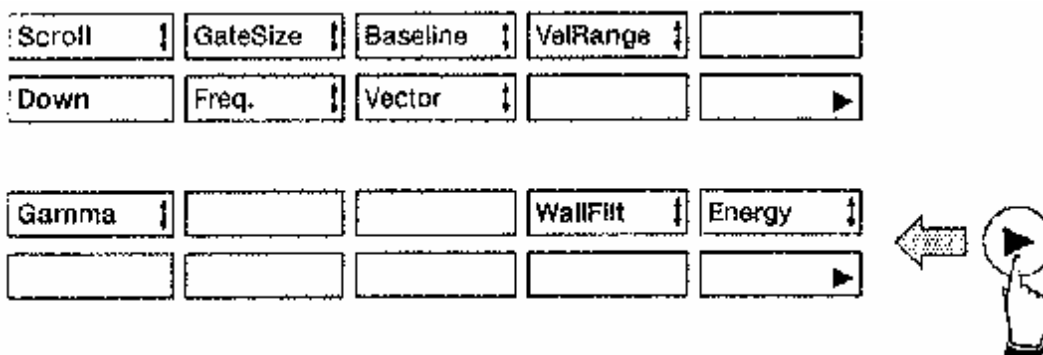 Scroll GateSize Baseline VelRange
Down Freq. Vector
Gamma WallFilt Energy